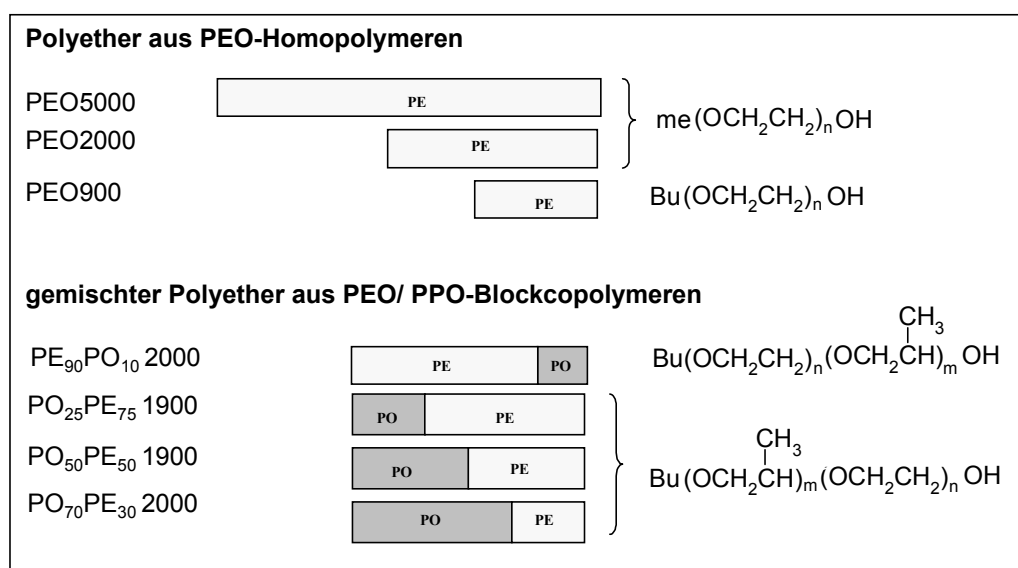 Polyether aus PEO-Homopolymeren
PEO5000
PE
me(OCH₂CH₂)ₙOH
PEO2000
PE
PEO900
PE
Bu(OCH₂CH₂)ₙOH
gemischter Polyether aus PEO/ PPO-Blockcopolymeren
PE₉₀PO₁₀ 2000
PE PO
CH₃
Bu(OCH₂CH₂)ₙ(OCH₂CH)ₘOH
PO₂₅PE₇₅ 1900
PO PE
PO₅₀PE₅₀ 1900
PO PE
CH₃
Bu(OCH₂CH)ₘ(OCH₂CH₂)ₙOH
PO₇₀PE₃₀ 2000
PO PE